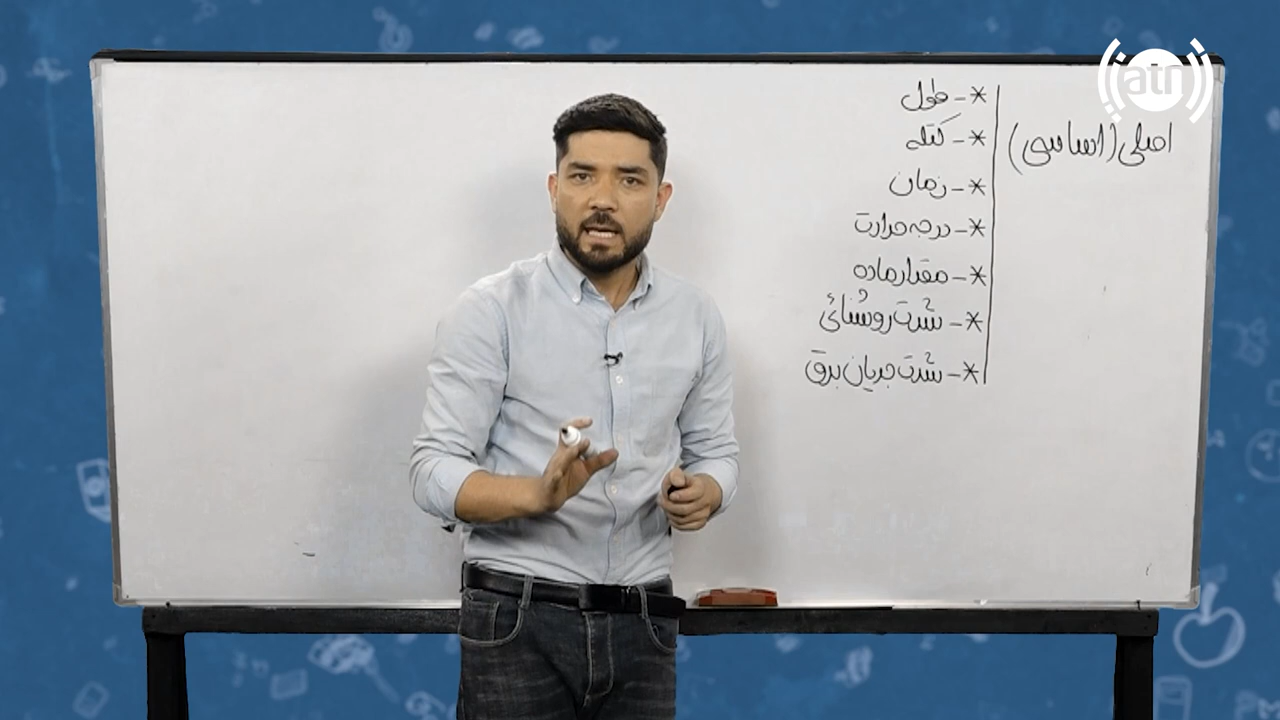 atn
اصلی (اساسی)
*- طول
*- کتله
*- زمان
*- درجه حرارت
*- مقدار ماده
*- شدت روشنائی
*- شدت جریان برق